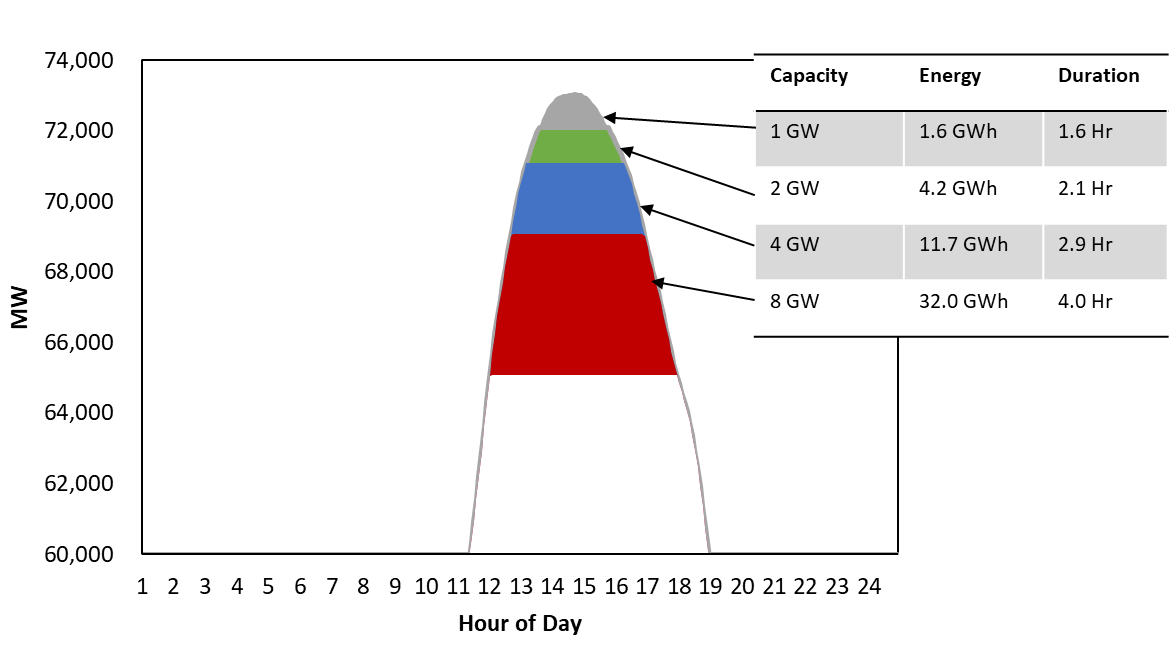 74,000
72,000
70,000
68,000
66,000
64,000
62,000
60,000
MW
1 2 3 4 5 6 7 8 9 10 11 12 13 14 15 16 17 18 19 20 21 22 23 24
Hour of Day
Capacity Energy Duration
1 GW 1.6 GWh 1.6 Hr
2 GW 4.2 GWh 2.1 Hr
4 GW 11.7 GWh 2.9 Hr
8 GW 32.0 GWh 4.0 Hr